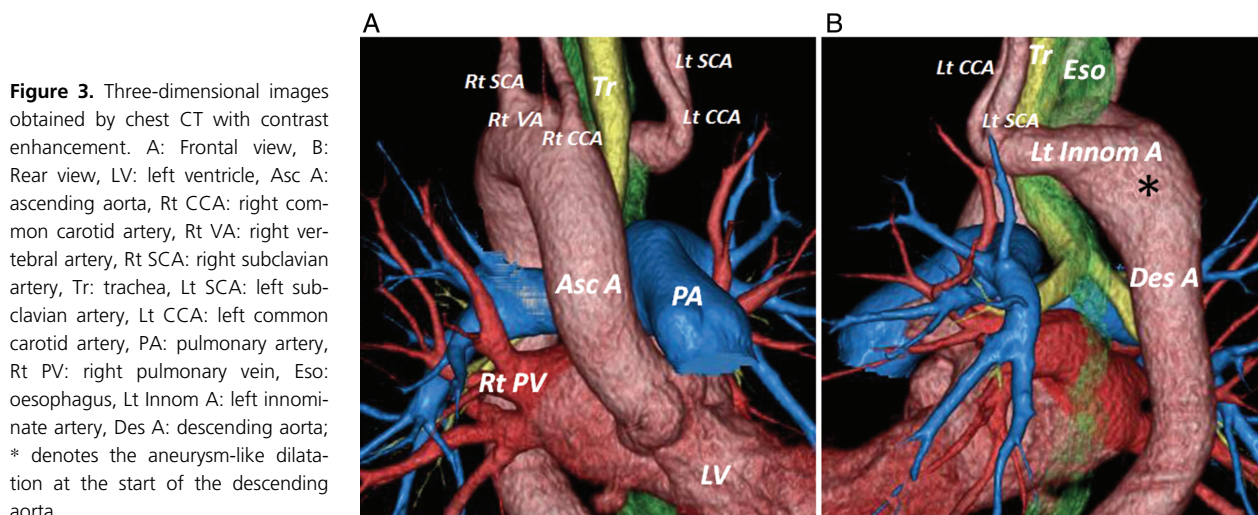 Figure 3. Three-dimensional images
obtained by chest CT with contrast
enhancement. A: Frontal view, B:
Rear view, LV: left ventricle, Asc A:
ascending aorta, Rt CCA: right com-
mon carotid artery, Rt VA: right ver-
tebral artery, Rt SCA: right subclavian
artery, Tr: trachea, Lt SCA: left sub-
clavian artery, Lt CCA: left common
carotid artery, PA: pulmonary artery,
Rt PV: right pulmonary vein, Eso:
oesophagus, Lt Innom A: left innomi-
nate artery, Des A: descending aorta;
* denotes the aneurysm-like dilata-
tion at the start of the descending
aorta
A
Rt SCA
Tr
Lt SCA
Rt VA
Rt CCA
Lt CCA
Asc A
PA
Rt PV
LV
B
Lt CCA
Tr
Eso
Lt SCA
Lt Innom A
*
Des A